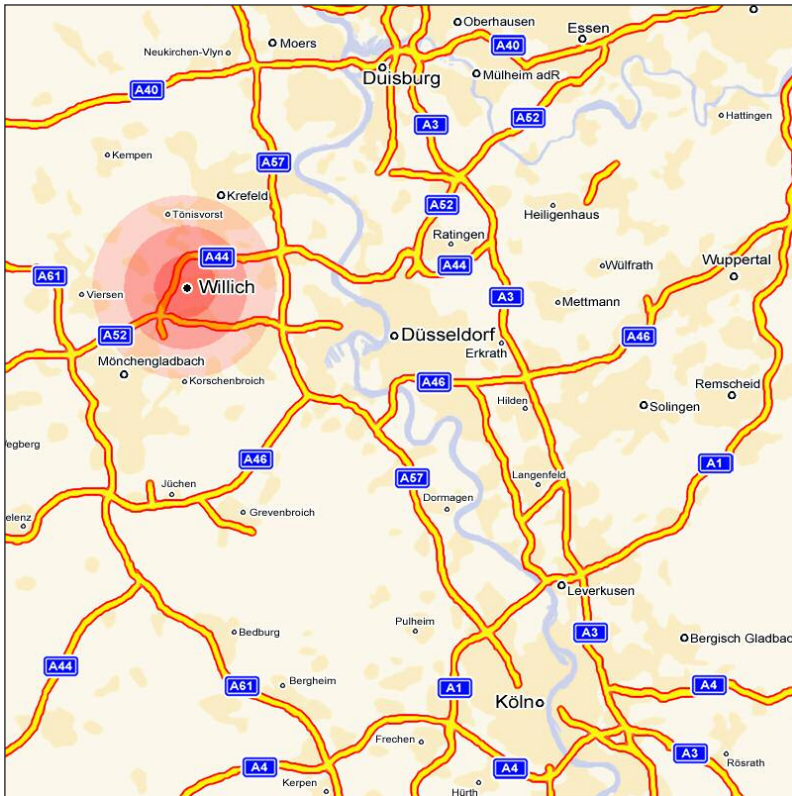 Oberhausen
Essen
Moers
A40
Neukirchen-Vlyn
Duisburg
Mülheim adR
A40
A3
A52
Hattingen
Kempen
A57
Krefeld
Tönisvorst
A52
Heiligenhaus
Ratingen
A44
A44
Wülfrath
Wuppertal
A61
Viersen
Willich
A3
Mettmann
A52
Düsseldorf
Erkrath
A46
Mönchengladbach
Korschenbroich
A46
Hilden
Remscheid
Solingen
Wegberg
A46
A1
Jüchen
A57
Langenfeld
Dormagen
Grevenbroich
elenz
Leverkusen
Pulheim
Bedburg
A3
Bergisch Gladbac
A44
A61
Bergheim
A1
A4
Köln
Frechen
A3
Rösrath
A4
A4
Kerpen
Hürth